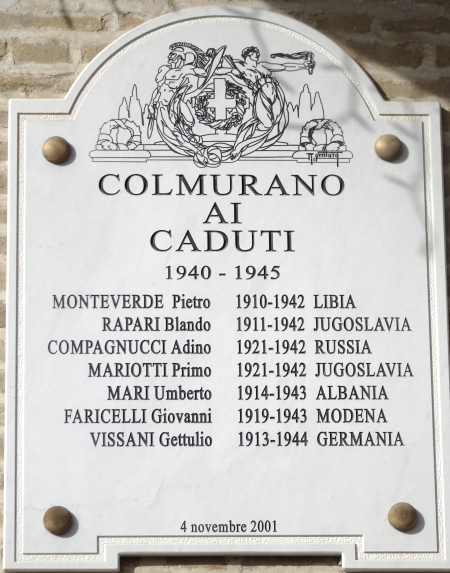 COLMURANO
AI
CADUTI
1940 - 1945
MONTEVERDE Pietro 1910-1942 LIBIA
RAPARI Blando 1911-1942 JUGOSLAVIA
COMPAGNUCCI Adino 1921-1942 RUSSIA
MARIOTTI Primo 1921-1942 JUGOSLAVIA
MARI Umberto 1914-1943 ALBANIA
FARICELLI Giovanni 1919-1943 MODENA
VISSANI Gettulio 1913-1944 GERMANIA
4 novembre 2001